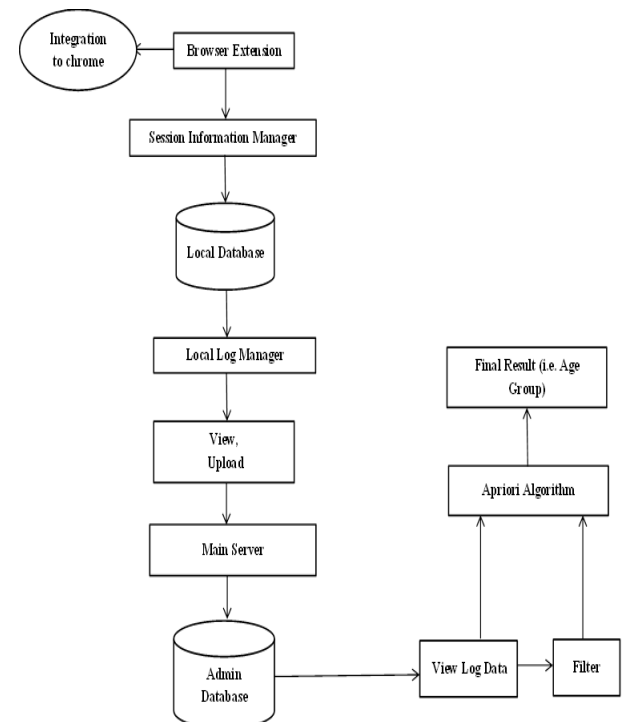 Integration
to chrome
Browser Extension
Session Information Manager
Local Database
Local Log Manager
View,
Upload
Main Server
Admin
Database
View Log Data
Filter
Apriori Algorithm
Final Result (i.e. Age
Group)